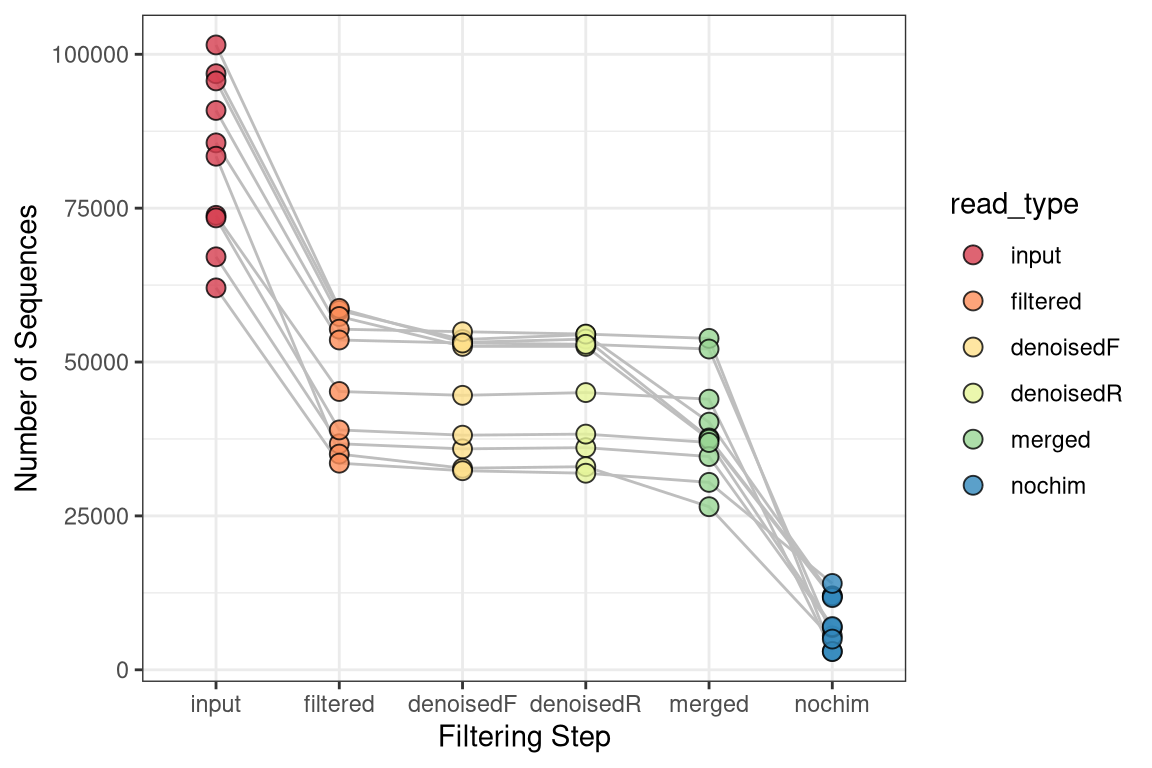 100000
75000
50000
25000
0
Number of Sequences
input filtered denoisedF denoisedR merged nochim
Filtering Step
read_type
input
filtered
denoisedF
denoisedR
merged
nochim